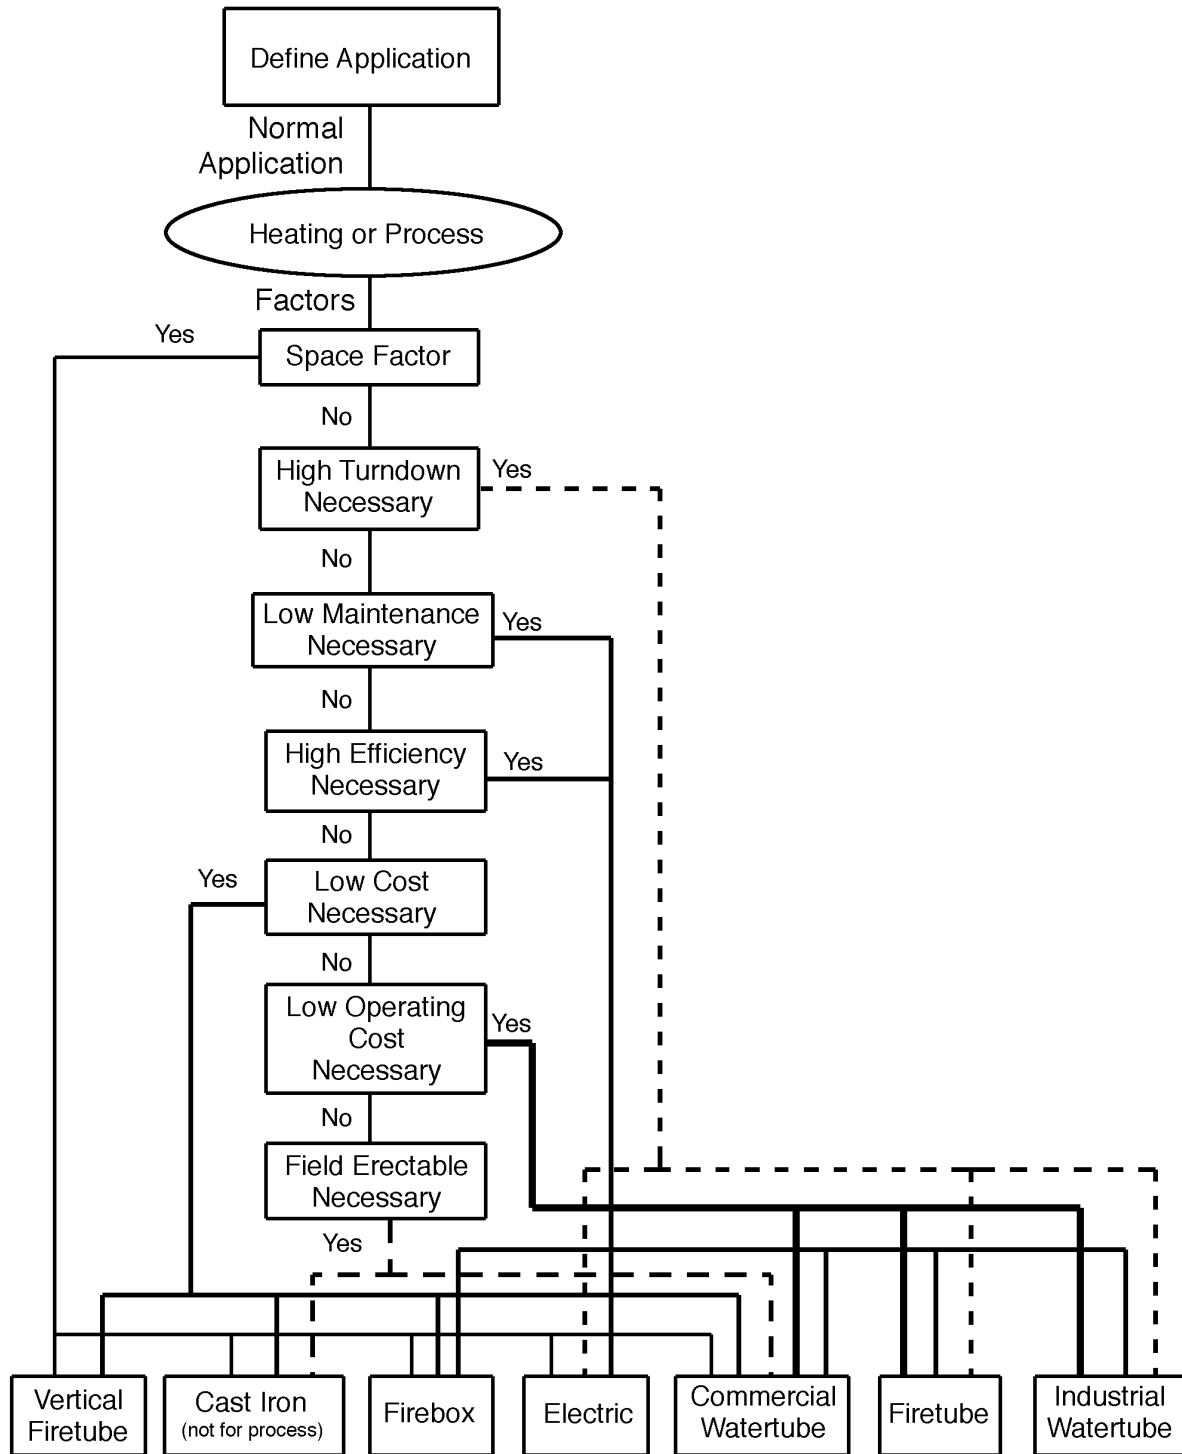 Define Application
Normal
Application
Heating or Process
Factors
Yes
Space Factor
No
High Turndown
Necessary
Yes
No
Low Maintenance
Necessary
Yes
No
High Efficiency
Necessary
Yes
No
Yes
Low Cost
Necessary
No
Low Operating
Cost
Necessary
Yes
No
Field Erectable
Necessary
Yes
Vertical
Firetube
Cast Iron
(not for process)
Firebox
Electric
Commercial
Watertube
Firetube
Industrial
Watertube